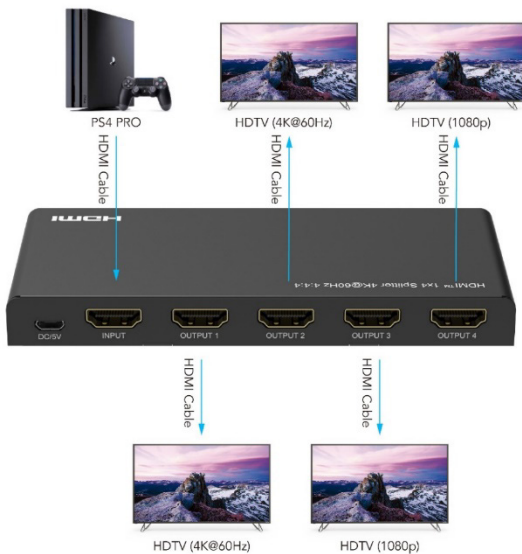 PS4 PRO
HDTV (4K@60Hz)
HDTV (1080p)
HDMI Cable
HDMI Cable
HDMI Cable
HDMI
HDMI™ 1x4 Splitter 4K@60Hz 4:4:4
DC/5V
INPUT
OUTPUT 1
OUTPUT 2
OUTPUT 3
OUTPUT 4
HDMI Cable
HDMI Cable
HDTV (4K@60Hz)
HDTV (1080p)